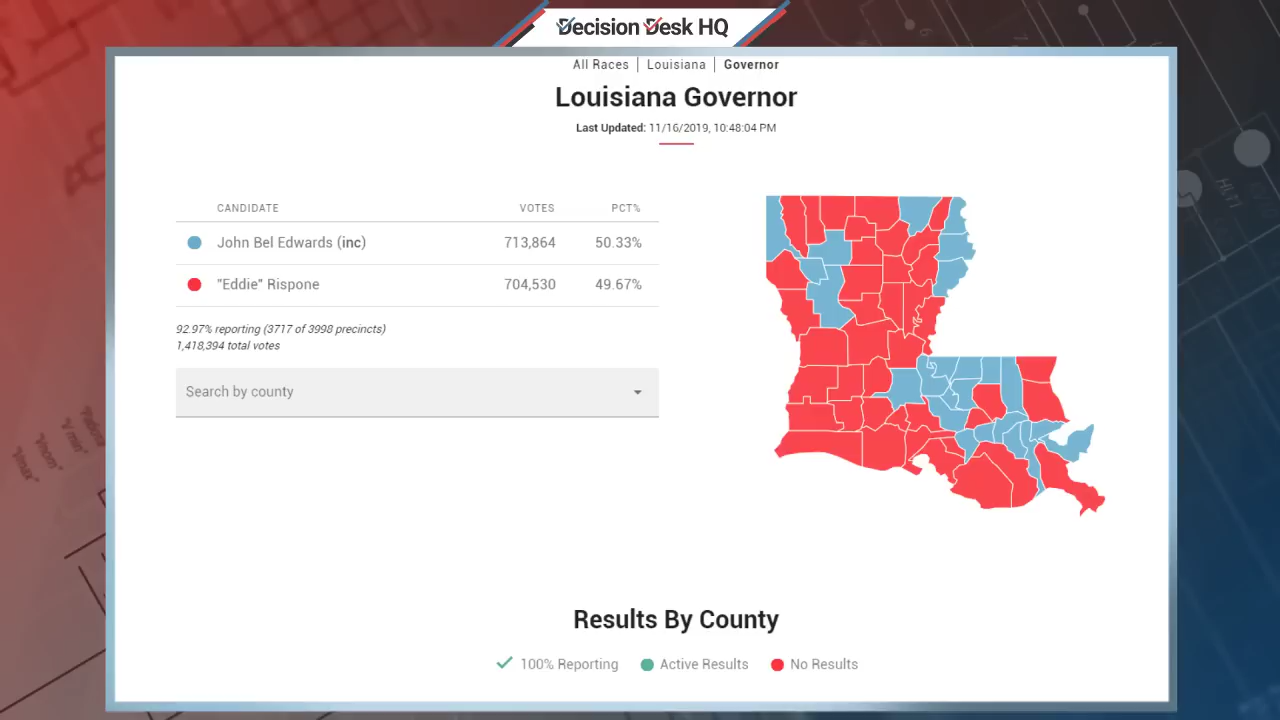 Decision Desk HQ
All Races | Louisiana | Governor
Louisiana Governor
Last Updated: 11/16/2019, 10:48:04 PM
CANDIDATE VOTES PCT%
John Bel Edwards (inc) 713,864 50.33%
"Eddie" Rispone 704,530 49.67%
92.97% reporting (3717 of 3998 precincts)
1,418,394 total votes
Search by county
Results By County
100% Reporting Active Results No Results